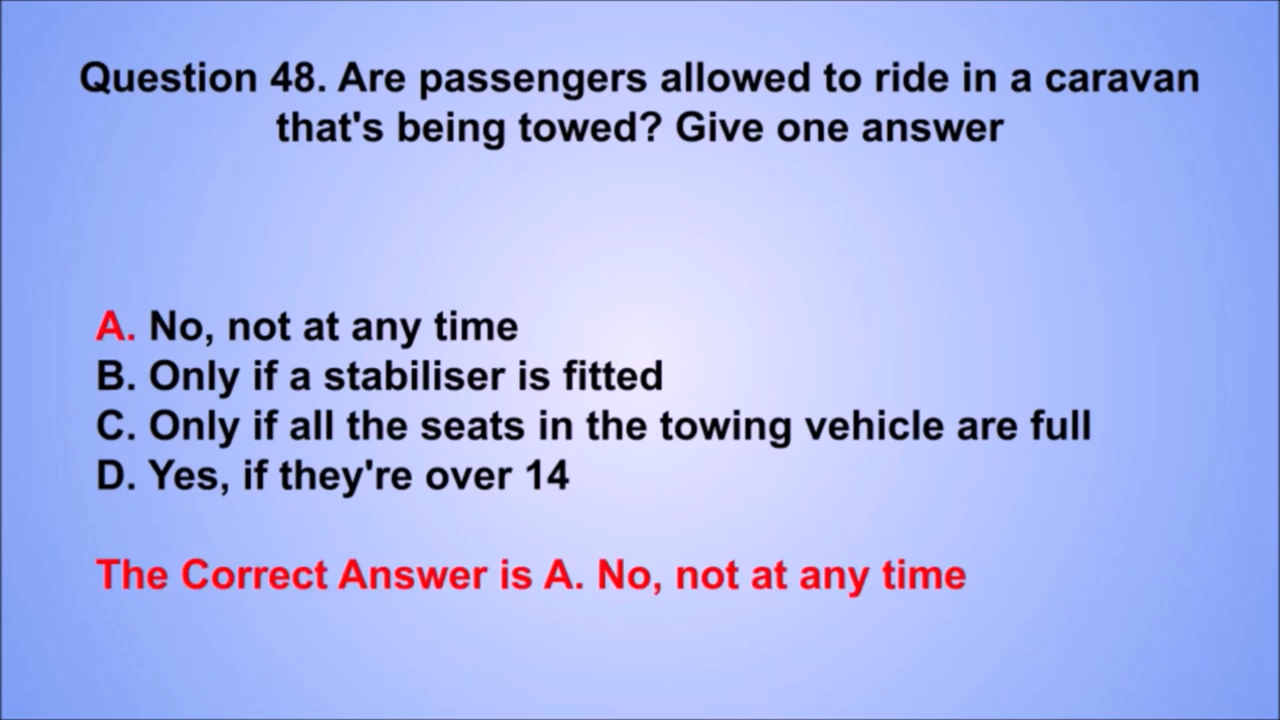 Question 48. Are passengers allowed to ride in a caravan
that's being towed? Give one answer
A. No, not at any time
B. Only if a stabiliser is fitted
C. Only if all the seats in the towing vehicle are full
D. Yes, if they're over 14
The Correct Answer is A. No, not at any time